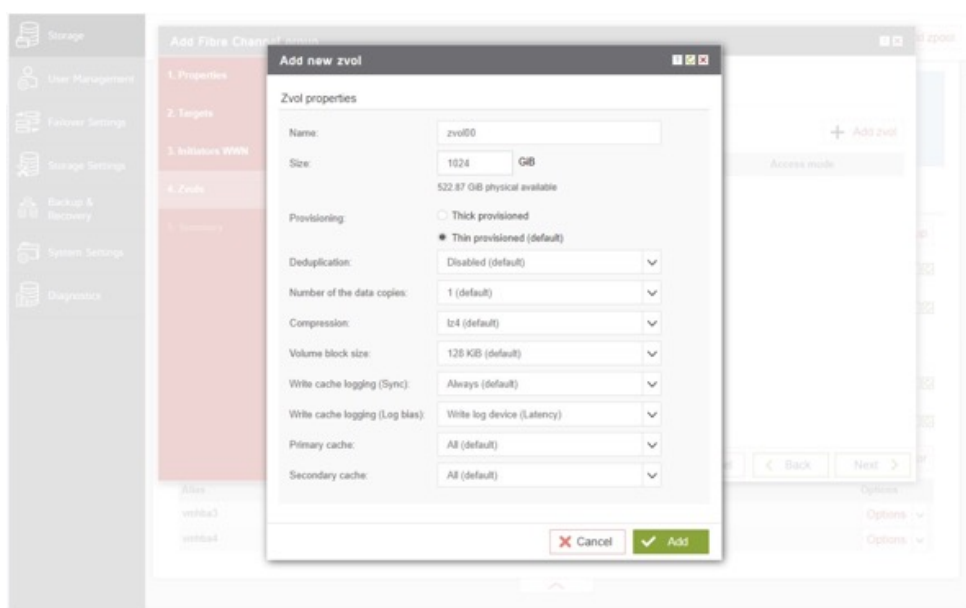 Storage
User Management
Failover Settings
Storage Settings
Backup &
Recovery
System Settings
Diagnostics
Add Fibre Channel group
1. Properties
2. Targets
3. Initiators WWN
4. Zvols
5. Summary
Add zvol
Access mode
Back
Next
Alias
Options
Options
Options
Add new zvol
Zvol properties
Name:
zvol00
Size:
1024 GiB
522.87 GiB physical available
Provisioning:
Thick provisioned
Thin provisioned (default)
Deduplication:
Disabled (default)
Number of the data copies:
1 (default)
Compression:
lz4 (default)
Volume block size:
128 KiB (default)
Write cache logging (Sync):
Always (default)
Write cache logging (Log bias):
Write log device (Latency)
Primary cache:
All (default)
Secondary cache:
All (default)
Cancel
Add